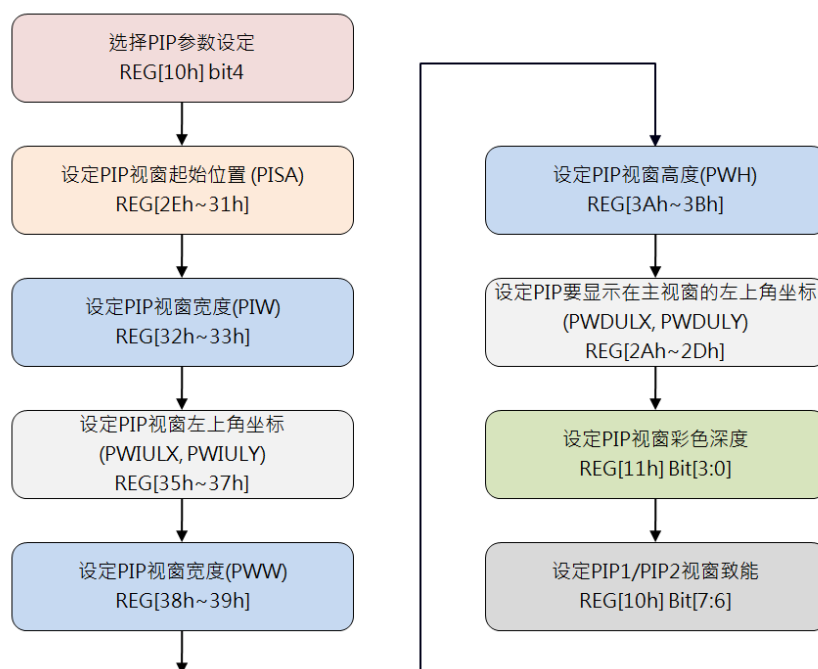 选择PIP参数设定
REG[10h] bit4
设定PIP视窗起始位置 (PISA)
REG[2Eh~31h]
设定PIP视窗宽度(PIW)
REG[32h~33h]
设定PIP视窗左上角坐标
(PWIULX, PWIULY)
REG[35h~37h]
设定PIP视窗宽度(PWW)
REG[38h~39h]
设定PIP视窗高度(PWH)
REG[3Ah~3Bh]
设定PIP要显示在主视窗的左上角坐标
(PWDULX, PWDULY)
REG[2Ah~2Dh]
设定PIP视窗彩色深度
REG[11h] Bit[3:0]
设定PIP1/PIP2视窗致能
REG[10h] Bit[7:6]